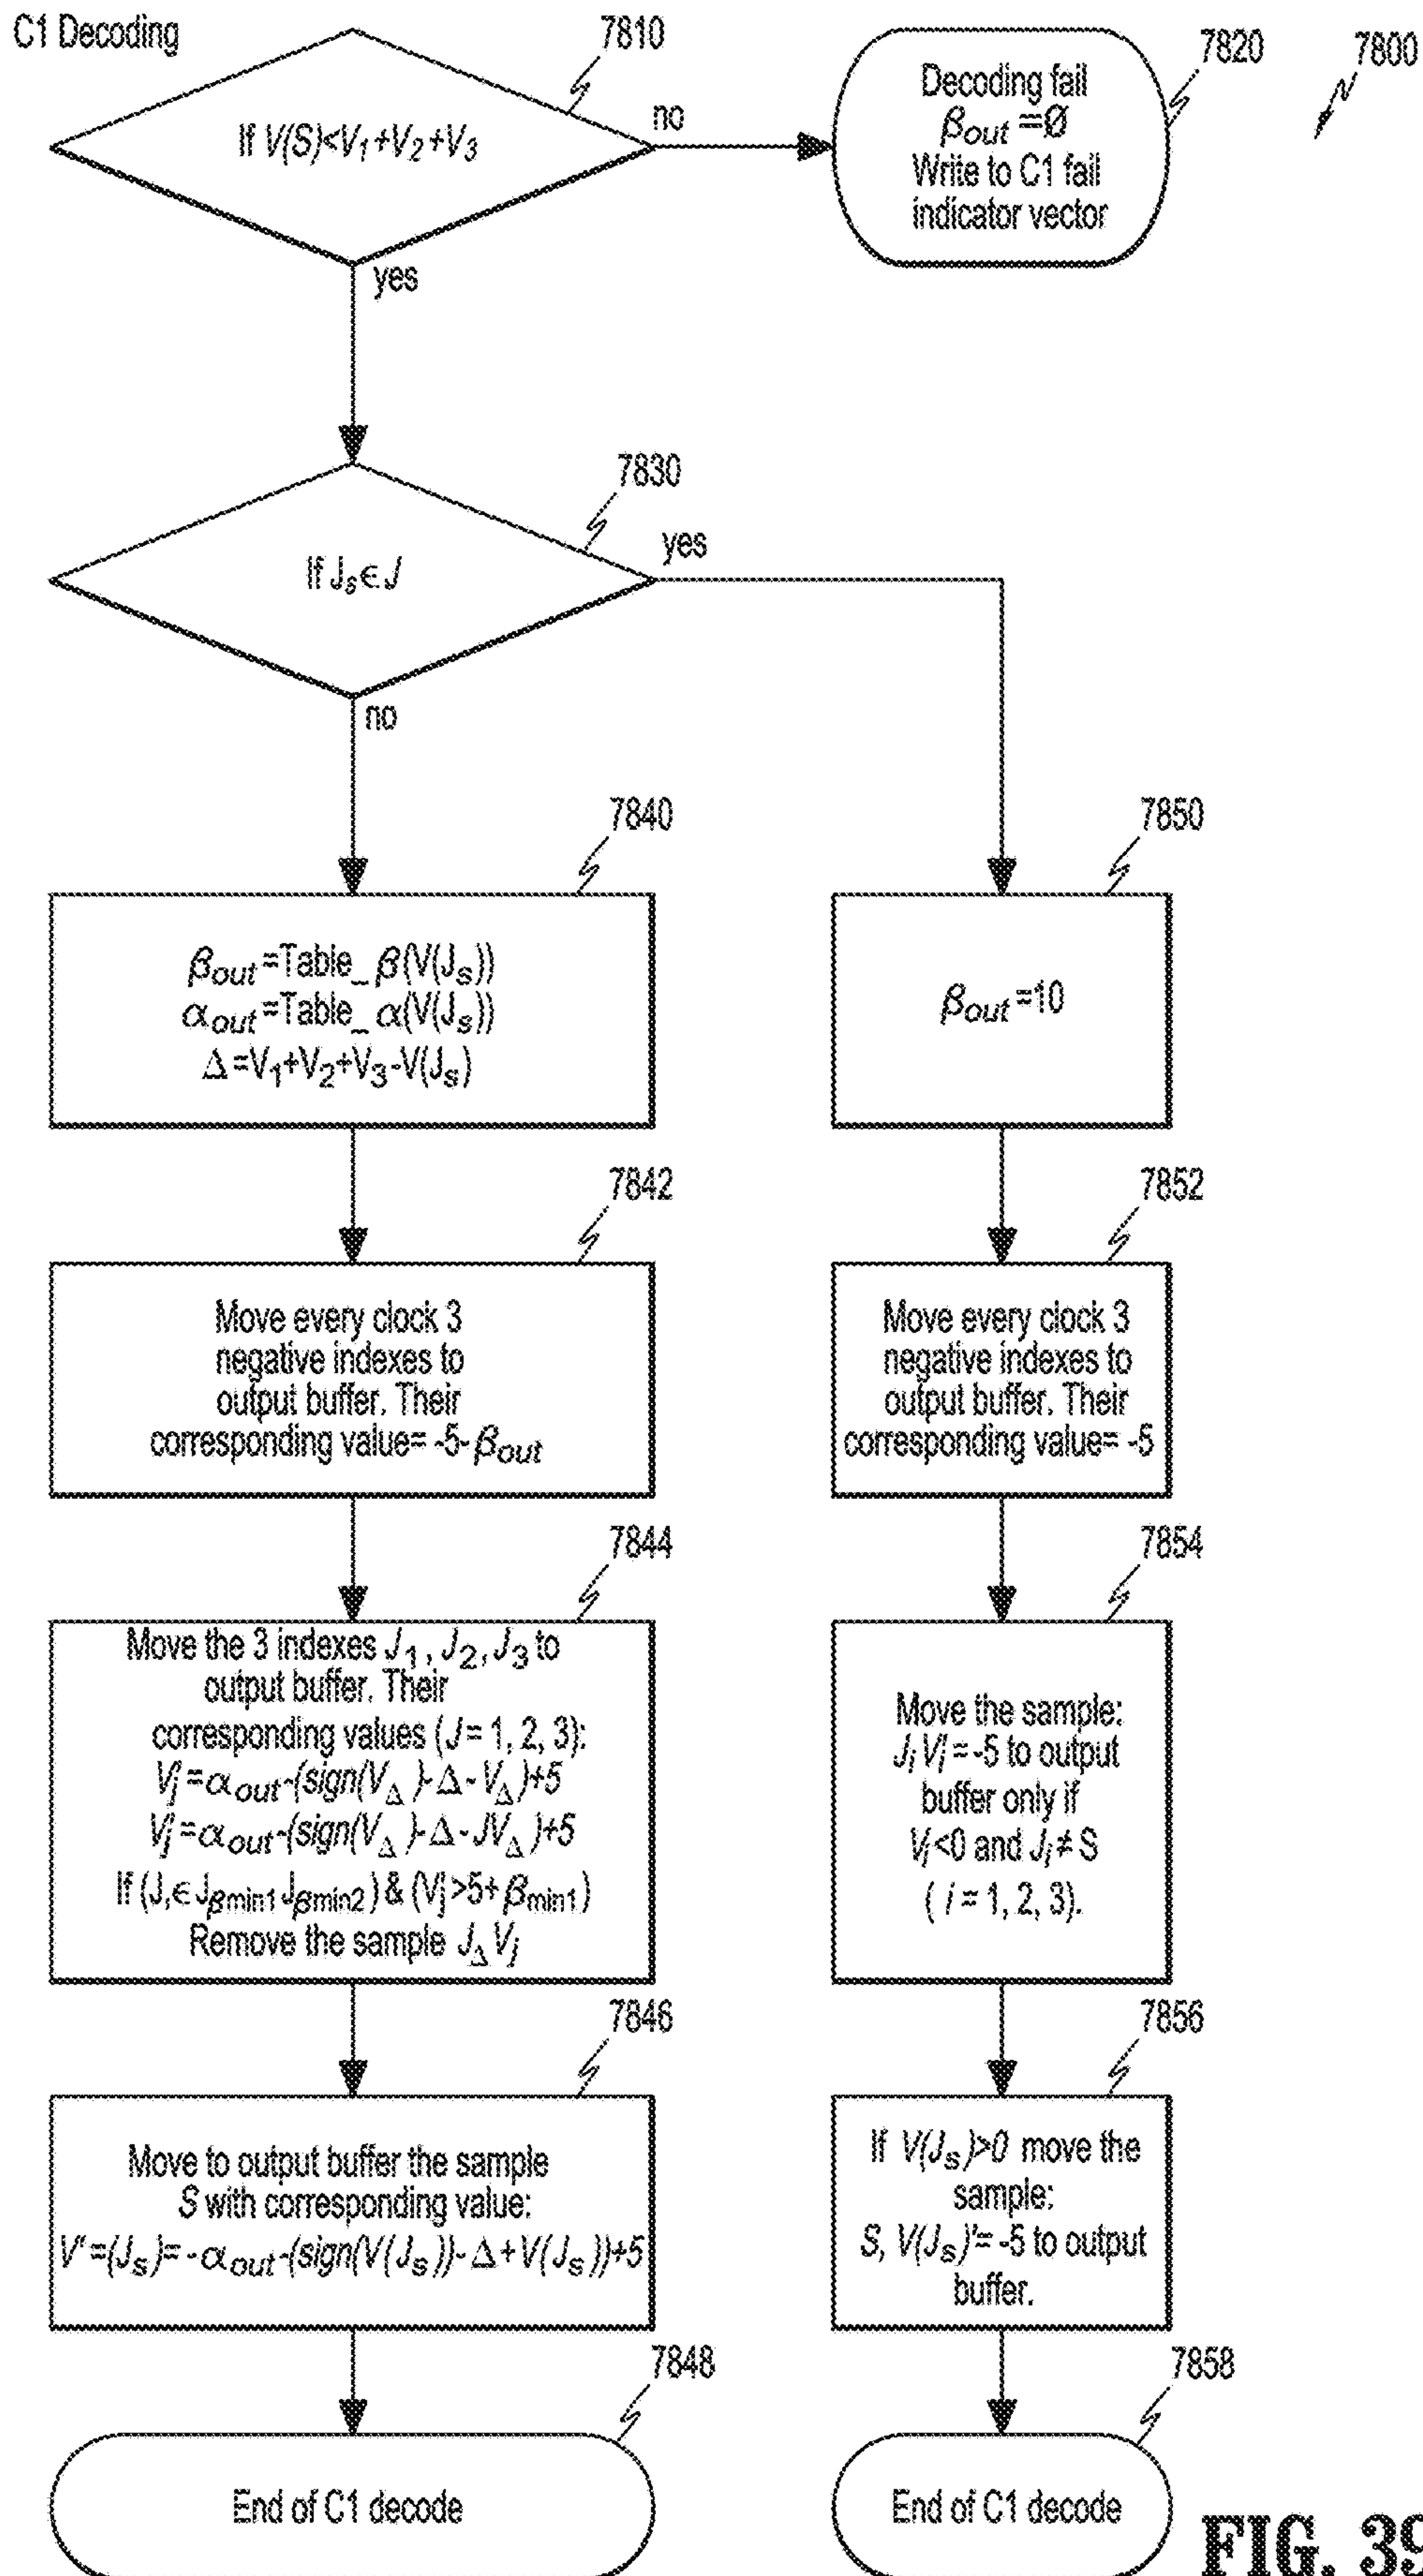 C1 Decoding
7810
If V(S)<V₁+V₂+V₃
no
yes
Decoding fail
βout =Ø
Write to C1 fail
indicator vector
7820
7800
7830
If Jₛ ϵ J
yes
no
7840
βout =Table_ β(V(Jₛ))
αout =Table_ α(V(Jₛ))
Δ =V₁+V₂+V₃-V(Jₛ)
7850
βout =10
7842
Move every clock 3
negative indexes to
output buffer. Their
corresponding value= -5-βout
7852
Move every clock 3
negative indexes to
output buffer. Their
corresponding value= -5
7844
Move the 3 indexes J₁, J₂, J₃ to
output buffer. Their
corresponding values (J = 1, 2, 3):
Vj' =αout-(sign(VΔ)-Δ-VΔ)+5
Vj' =αout-(sign(VΔ)-Δ-JVΔ)+5
If (J,ϵ Jβmin1 Jβmin2) & (Vj >5+ βmin1)
Remove the sample JΔ Vj
7854
Move the sample:
Ji Vi' = -5 to output
buffer only if
Vi<0 and Ji ≠ S
( i = 1, 2, 3).
7846
Move to output buffer the sample
S with corresponding value:
V' =(Jₛ)= -αout-(sign(V(Jₛ))-Δ+V(Jₛ))+5
7856
If V(Jₛ)>0 move the
sample:
S, V(Jₛ)'= -5 to output
buffer.
7848
End of C1 decode
7858
End of C1 decode
FIG. 39